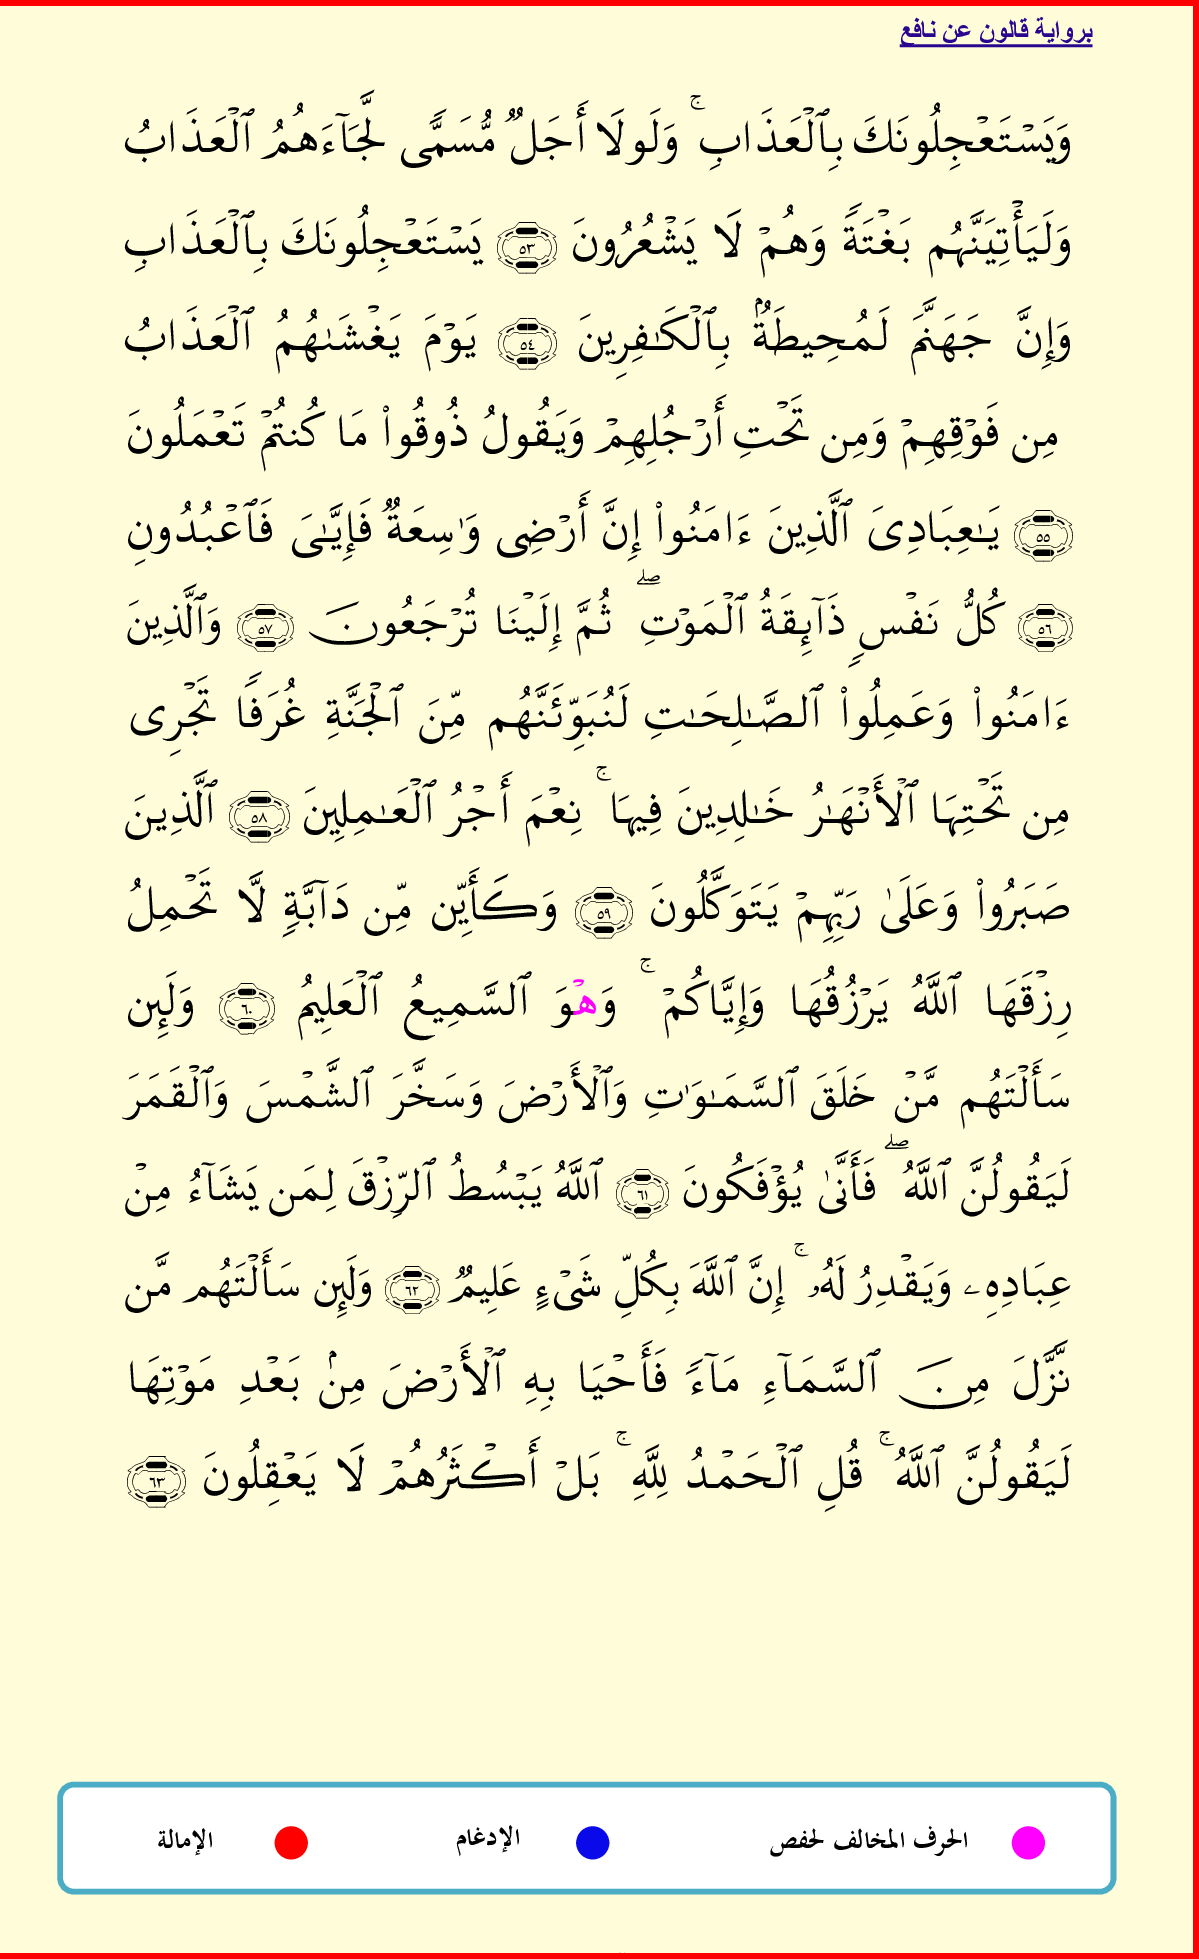 برواية قالون عن نافع
وَيَسۡتَعۡجِلُونَكَ بِٱلۡعَذَابِۚ وَلَوۡلَا أَجَلٞ مُّسَمّٗى لَّجَآءَهُمُ ٱلۡعَذَابُ
وَلَيَأۡتِيَنَّهُم بَغۡتَةٗ وَهُمۡ لَا يَشۡعُرُونَ ٥٣ يَسۡتَعۡجِلُونَكَ بِٱلۡعَذَابِ
وَإِنَّ جَهَنَّمَ لَمُحِيطَةُۢ بِٱلۡكَٰفِرِينَ ٥٤ يَوۡمَ يَغۡشَىٰهُمُ ٱلۡعَذَابُ
مِن فَوۡقِهِمۡ وَمِن تَحۡتِ أَرۡجُلِهِمۡ وَيَقُولُ ذُوقُواْ مَا كُنتُمۡ تَعۡمَلُونَ
٥٥ يَٰعِبَادِيَ ٱلَّذِينَ ءَامَنُواْ إِنَّ أَرۡضِي وَٰسِعَةٞ فَإِيَّٰيَ فَٱعۡبُدُونِ
٥٦ كُلُّ نَفۡسٖ ذَآئِقَةُ ٱلۡمَوۡتِۖ ثُمَّ إِلَيۡنَا تُرۡجَعُونَ ٥٧ وَٱلَّذِينَ
ءَامَنُواْ وَعَمِلُواْ ٱلصَّٰلِحَٰتِ لَنُبَوِّئَنَّهُم مِّنَ ٱلۡجَنَّةِ غُرَفٗا تَجۡرِي
مِن تَحۡتِهَا ٱلۡأَنۡهَٰرُ خَٰلِدِينَ فِيهَاۚ نِعۡمَ أَجۡرُ ٱلۡعَٰمِلِينَ ٥٨ ٱلَّذِينَ
صَبَرُواْ وَعَلَىٰ رَبِّهِمۡ يَتَوَكَّلُونَ ٥٩ وَكَأَيِّن مِّن دَآبَّةٖ لَّا تَحۡمِلُ
رِزۡقَهَا ٱللَّهُ يَرۡزُقُهَا وَإِيَّاكُمۡۚ وَهۡوَ ٱلسَّمِيعُ ٱلۡعَلِيمُ ٦٠ وَلَئِن
سَأَلۡتَهُم مَّنۡ خَلَقَ ٱلسَّمَٰوَٰتِ وَٱلۡأَرۡضَ وَسَخَّرَ ٱلشَّمۡسَ وَٱلۡقَمَرَ
لَيَقُولُنَّ ٱللَّهُۖ فَأَنَّىٰ يُؤۡفَكُونَ ٦١ ٱللَّهُ يَبۡسُطُ ٱلرِّزۡقَ لِمَن يَشَآءُ مِنۡ
عِبَادِهِۦ وَيَقۡدِرُ لَهُۥۚ إِنَّ ٱللَّهَ بِكُلِّ شَيۡءٍ عَلِيمٞ ٦٢ وَلَئِن سَأَلۡتَهُم مَّن
نَّزَّلَ مِنَ ٱلسَّمَآءِ مَآءٗ فَأَحۡيَا بِهِ ٱلۡأَرۡضَ مِنۢ بَعۡدِ مَوۡتِهَا
لَيَقُولُنَّ ٱللَّهُۚ قُلِ ٱلۡحَمۡدُ لِلَّهِۚ بَلۡ أَكۡثَرُهُمۡ لَا يَعۡقِلُونَ ٦٣
الحرف المخالف لحفص الإدغام الإمالة